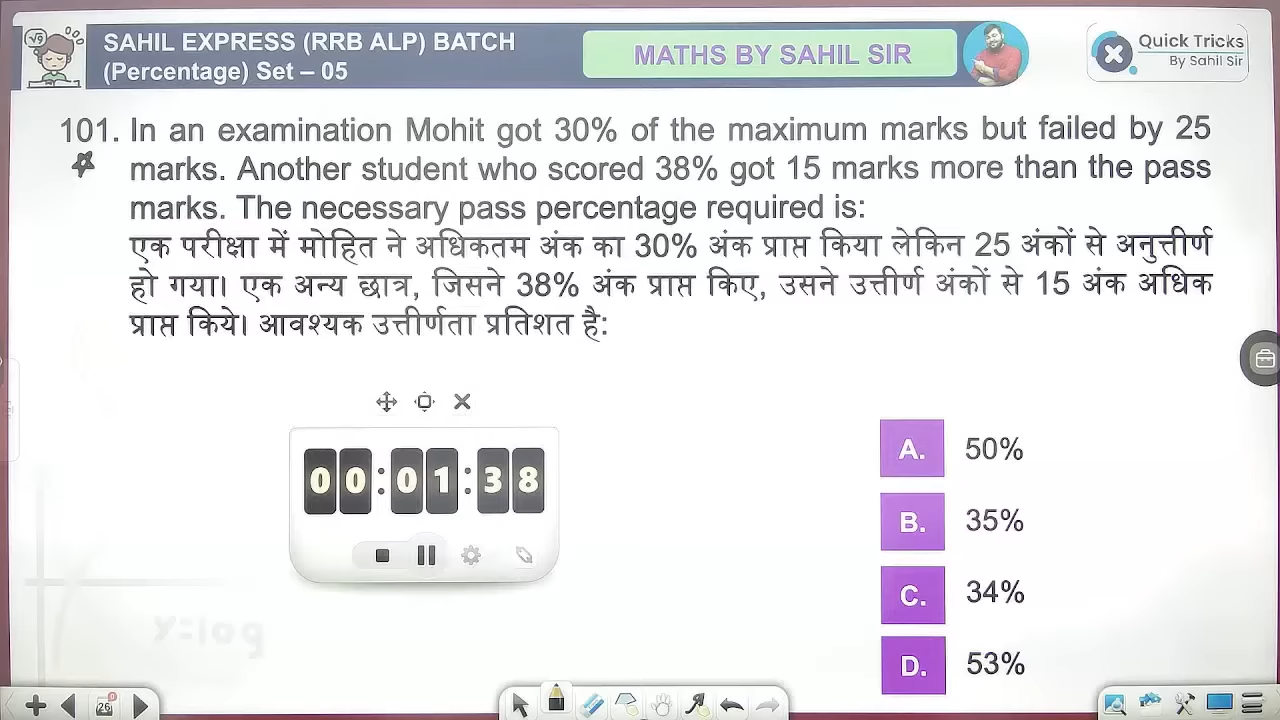 SAHIL EXPRESS (RRB ALP) BATCH
(Percentage) Set – 05
MATHS BY SAHIL SIR
Quick Tricks
By Sahil Sir
101. In an examination Mohit got 30% of the maximum marks but failed by 25
marks. Another student who scored 38% got 15 marks more than the pass
marks. The necessary pass percentage required is:
एक परीक्षा में मोहित ने अधिकतम अंक का 30% अंक प्राप्त किया लेकिन 25 अंकों से अनुत्तीर्ण
हो गया। एक अन्य छात्र, जिसने 38% अंक प्राप्त किए, उसने उत्तीर्ण अंकों से 15 अंक अधिक
प्राप्त किये। आवश्यक उत्तीर्णता प्रतिशत है:
00:01:38
A. 50%
B. 35%
C. 34%
D. 53%
26